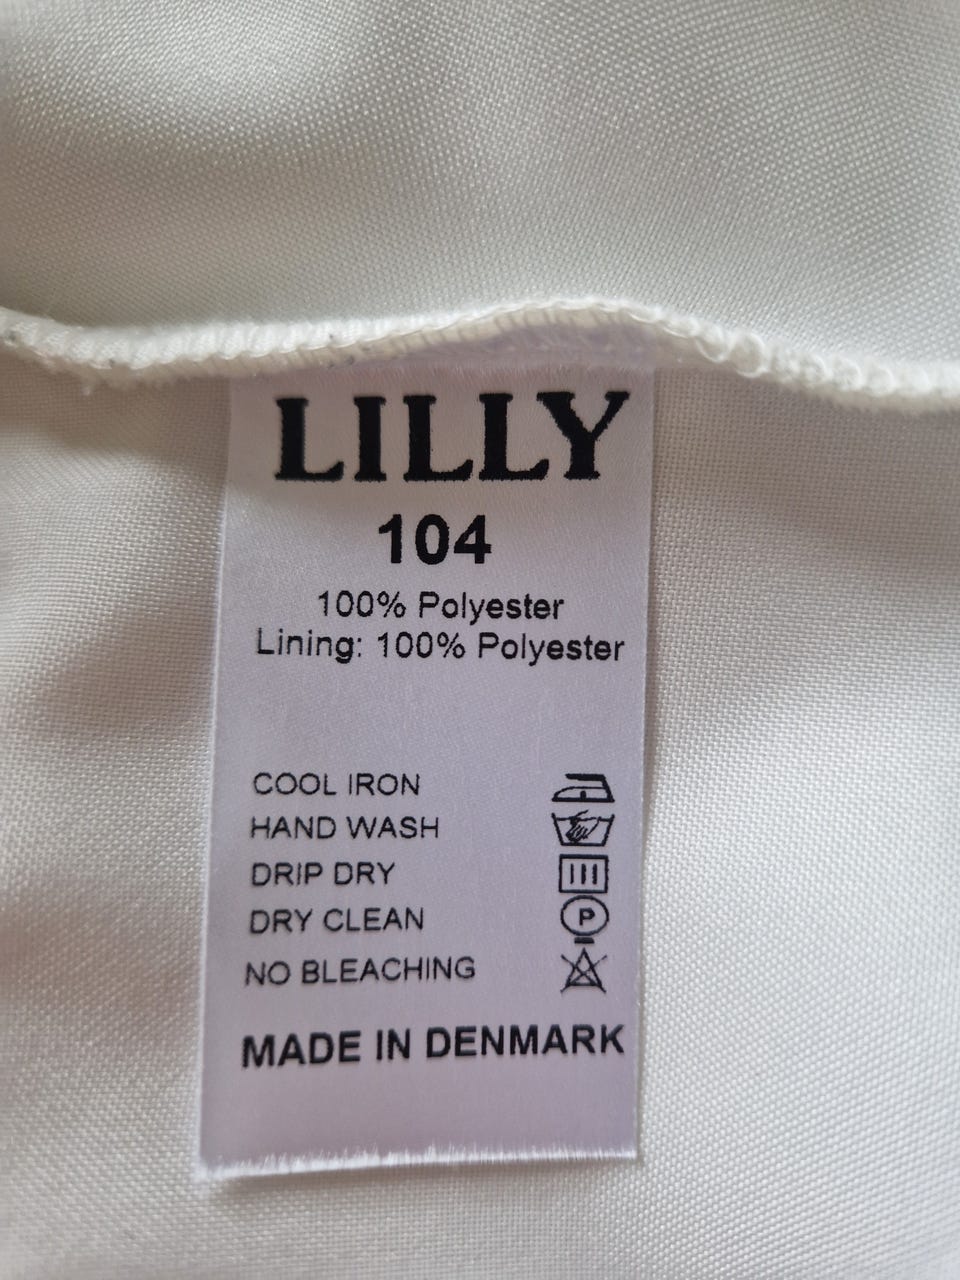 LILLY
104
100% Polyester
Lining: 100% Polyester
COOL IRON
HAND WASH
DRIP DRY
DRY CLEAN P
NO BLEACHING
MADE IN DENMARK